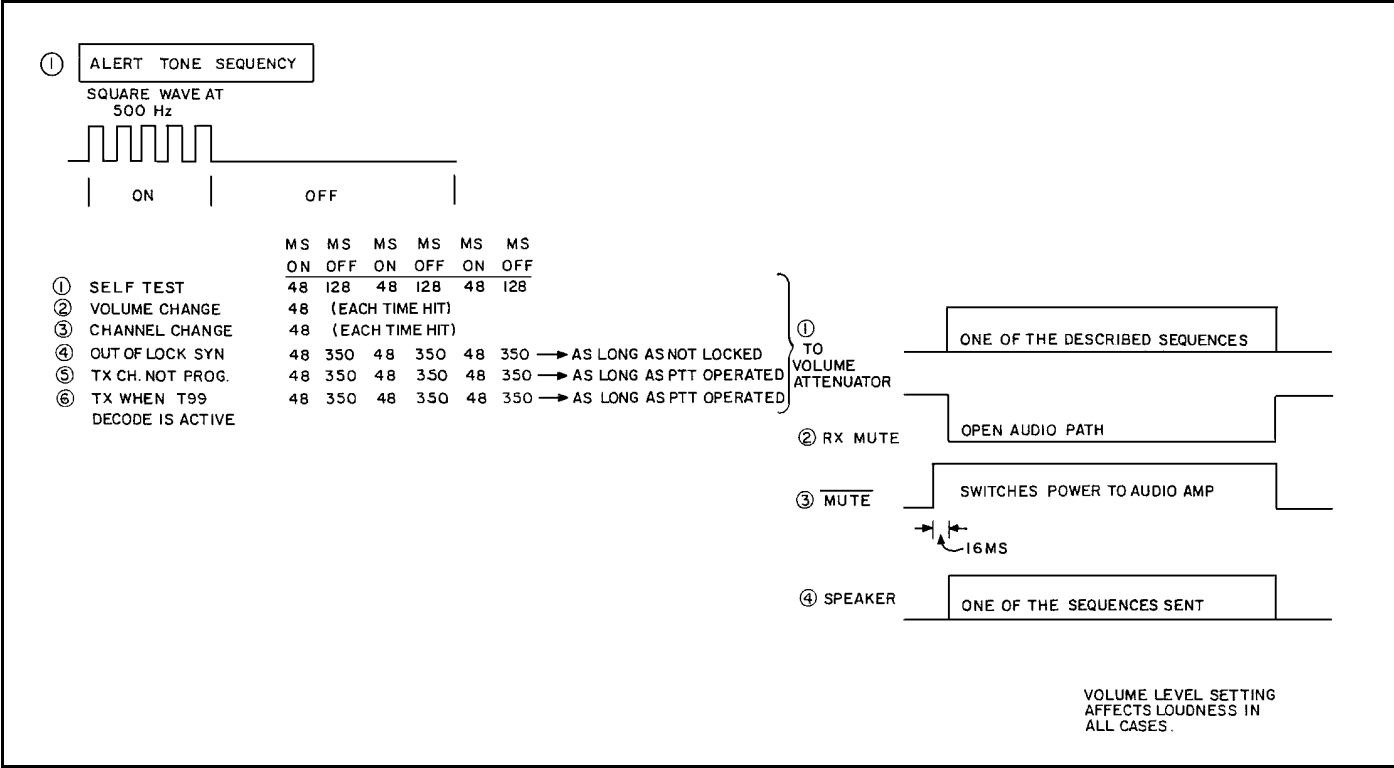 ① ALERT TONE SEQUENCY
SQUARE WAVE AT
500 Hz
ON OFF
MS MS MS MS MS MS
ON OFF ON OFF ON OFF
① SELF TEST 48 128 48 128 48 128
② VOLUME CHANGE 48 (EACH TIME HIT)
③ CHANNEL CHANGE 48 (EACH TIME HIT)
④ OUT OF LOCK SYN 48 350 48 350 48 350 → AS LONG AS NOT LOCKED
⑤ TX CH. NOT PROG. 48 350 48 350 48 350 → AS LONG AS PTT OPERATED
⑥ TX WHEN T99 48 350 48 350 48 350 → AS LONG AS PTT OPERATED
DECODE IS ACTIVE
①
TO
VOLUME
ATTENUATOR
ONE OF THE DESCRIBED SEQUENCES
② RX MUTE
OPEN AUDIO PATH
③ MUTE
SWITCHES POWER TO AUDIO AMP
16MS
④ SPEAKER
ONE OF THE SEQUENCES SENT
VOLUME LEVEL SETTING
AFFECTS LOUDNESS IN
ALL CASES.